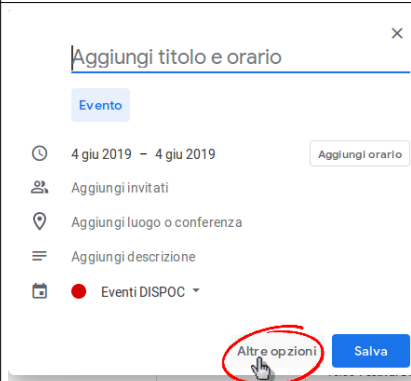 Aggiungi titolo e orario
Evento
4 giu 2019 – 4 giu 2019 Aggiungi orario
Aggiungi invitati
Aggiungi luogo o conferenza
Aggiungi descrizione
Eventi DISPOC
Altre opzioni Salva